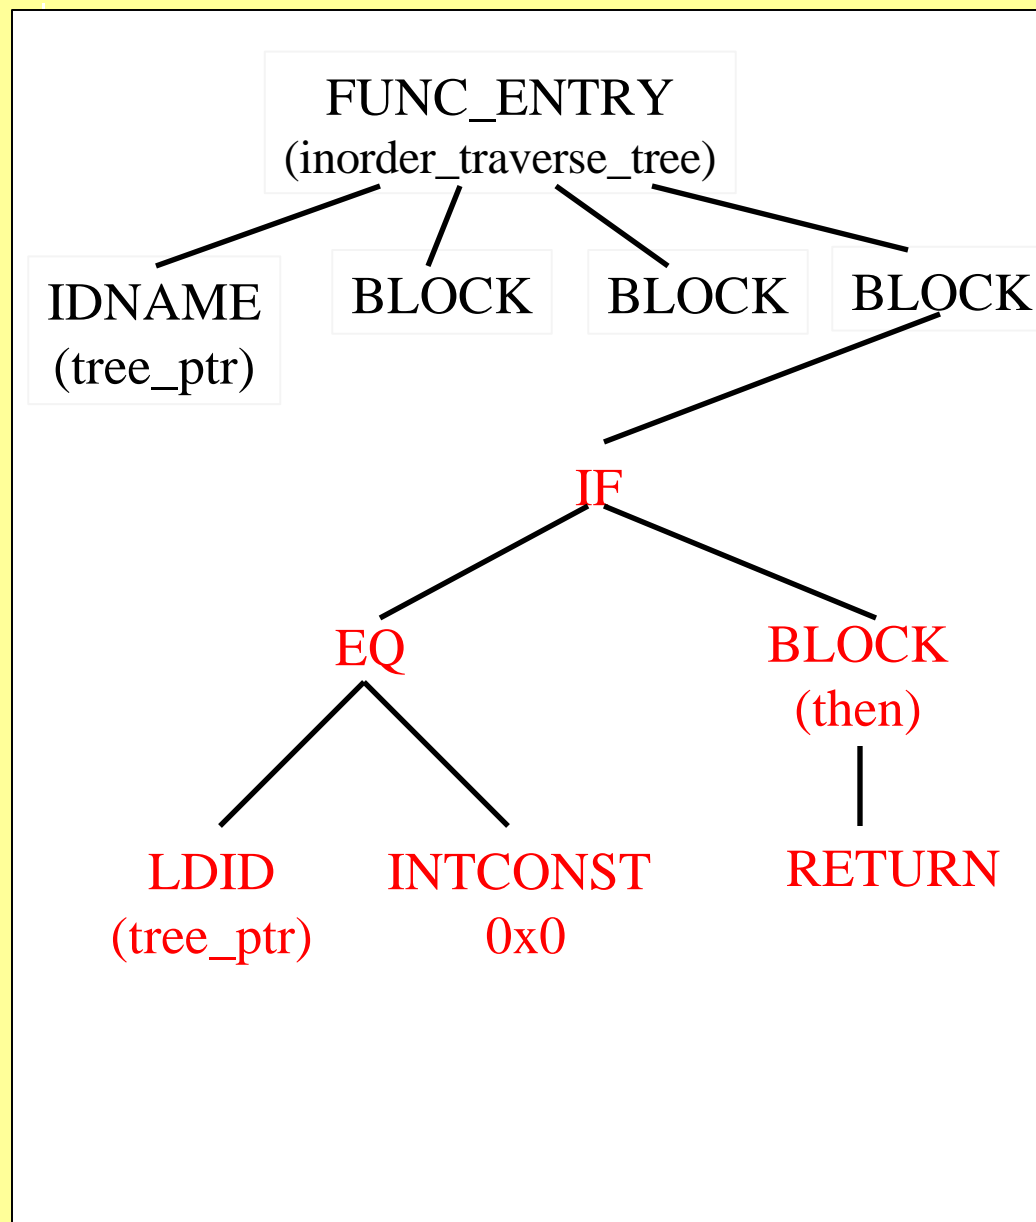 FUNC_ENTRY
(inorder_traverse_tree)
IDNAME
(tree_ptr)
BLOCK
BLOCK
BLOCK
IF
EQ
BLOCK
(then)
LDID
(tree_ptr)
INTCONST
0x0
RETURN